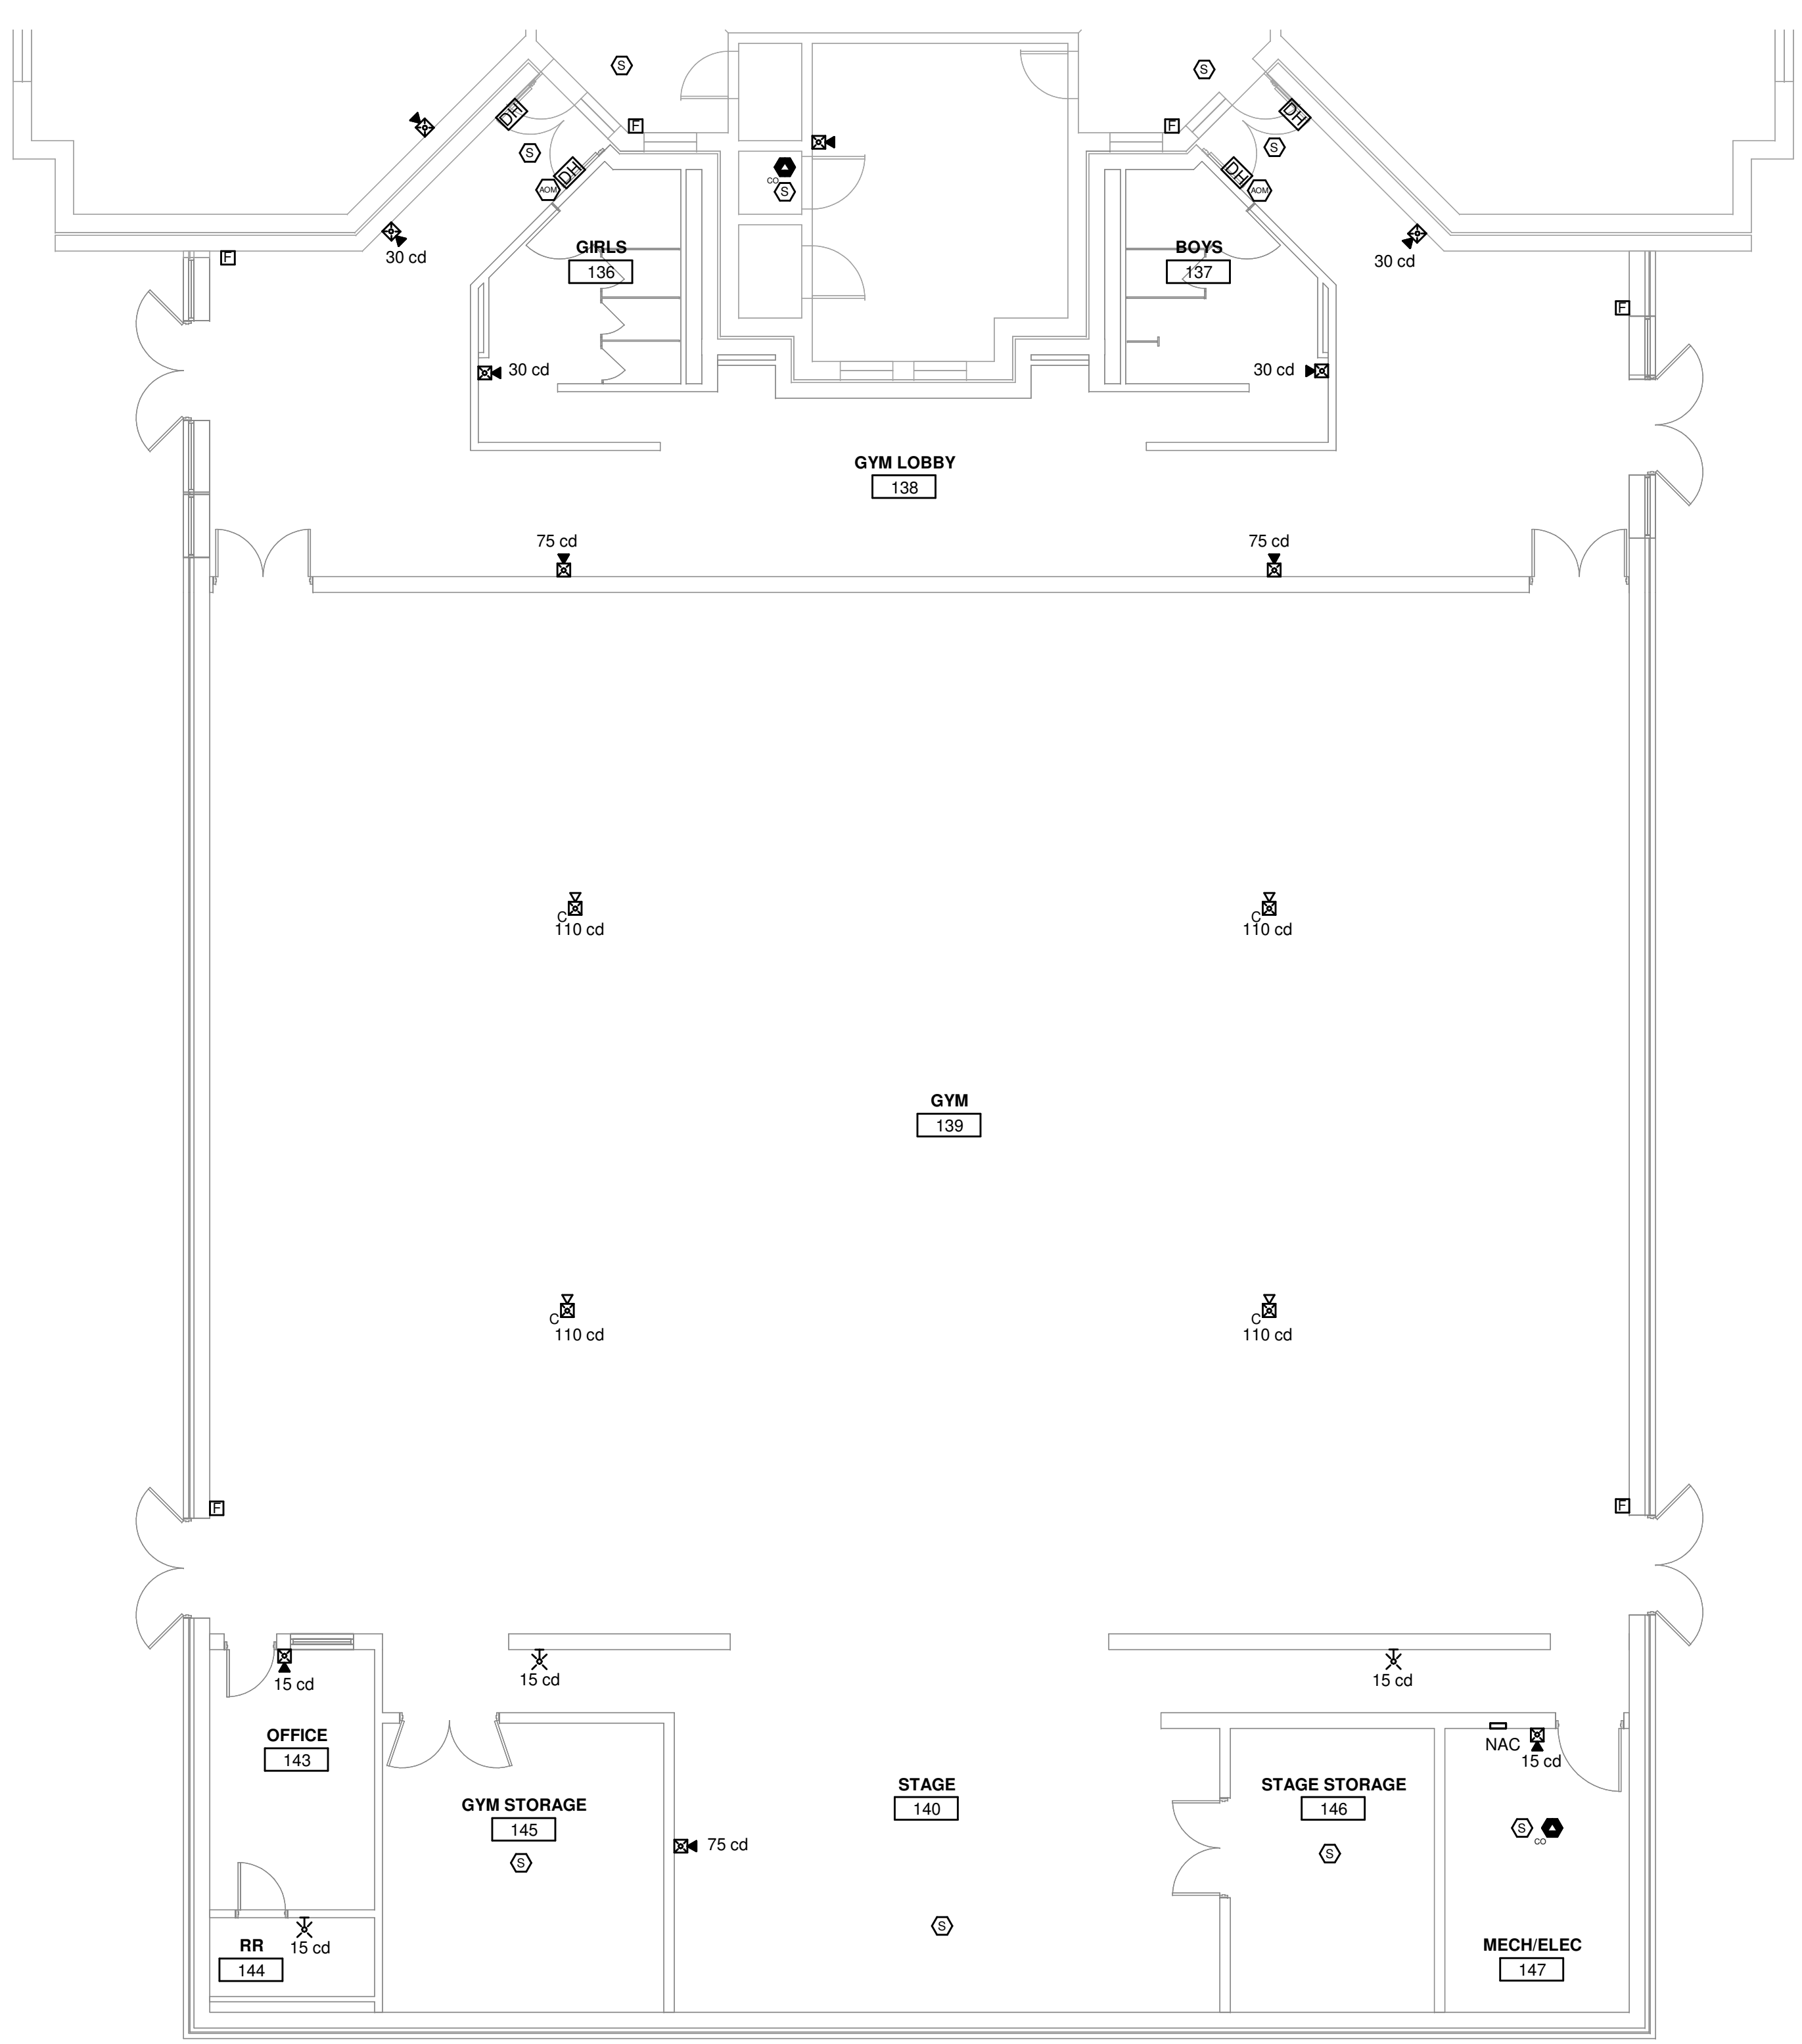 S
S
DH
DH
F
F
S
S
DH
DH
CO
S
AOM
AOM
GIRLS
136
BOYS
137
F
30 cd
30 cd
F
30 cd
30 cd
GYM LOBBY
138
75 cd
75 cd
C
110 cd
C
110 cd
GYM
139
C
110 cd
C
110 cd
F
F
15 cd
15 cd
15 cd
OFFICE
143
NAC
15 cd
GYM STORAGE
145
S
STAGE
140
STAGE STORAGE
146
S
S
CO
75 cd
S
RR
144
15 cd
MECH/ELEC
147